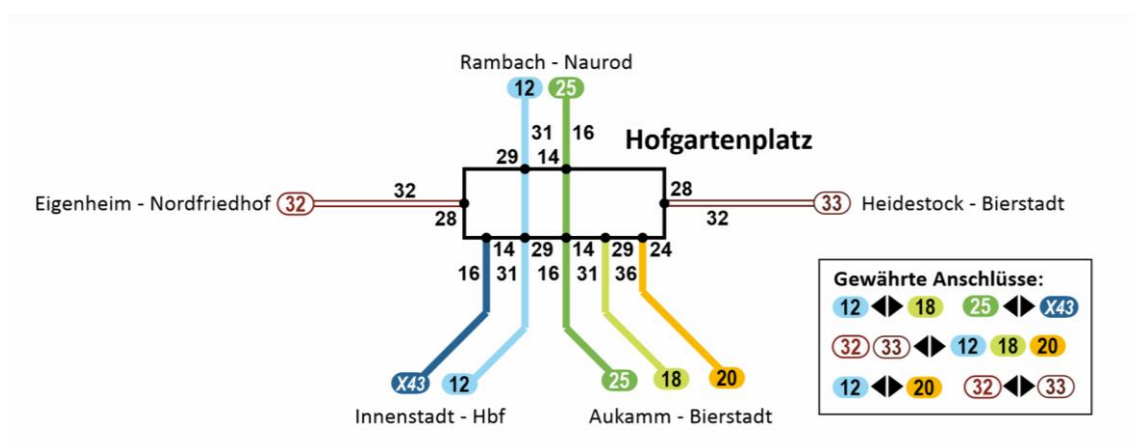 Rambach - Naurod
12 25
31 16
Hofgartenplatz
29 14
32
28
Eigenheim - Nordfriedhof 32
33 Heidestock - Bierstadt
28
32
14 29 14 29 24
16 31 16 31 36
Gewährte Anschlüsse:
12 18 25 X43
32 33 12 18 20
12 20 32 33
X43 12 25 18 20
Innenstadt - Hbf Aukamm - Bierstadt